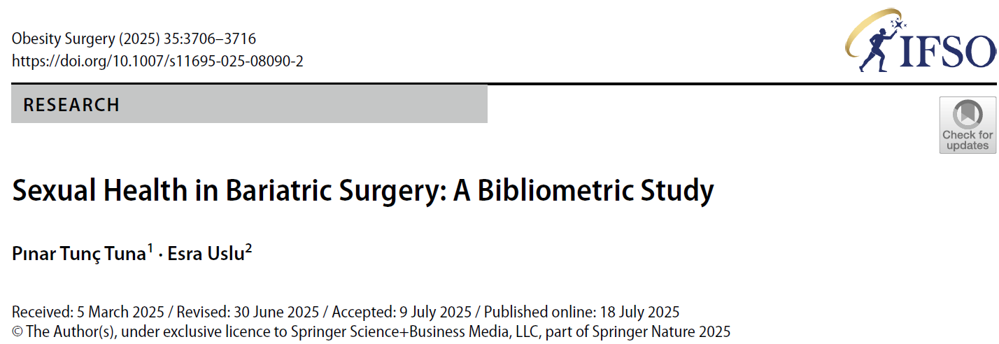 Obesity Surgery (2025) 35:3706–3716
https://doi.org/10.1007/s11695-025-08090-2
IFSO
RESEARCH
Check for
updates
Sexual Health in Bariatric Surgery: A Bibliometric Study
Pınar Tunç Tuna1 · Esra Uslu2
Received: 5 March 2025 / Revised: 30 June 2025 / Accepted: 9 July 2025 / Published online: 18 July 2025
© The Author(s), under exclusive licence to Springer Science+Business Media, LLC, part of Springer Nature 2025